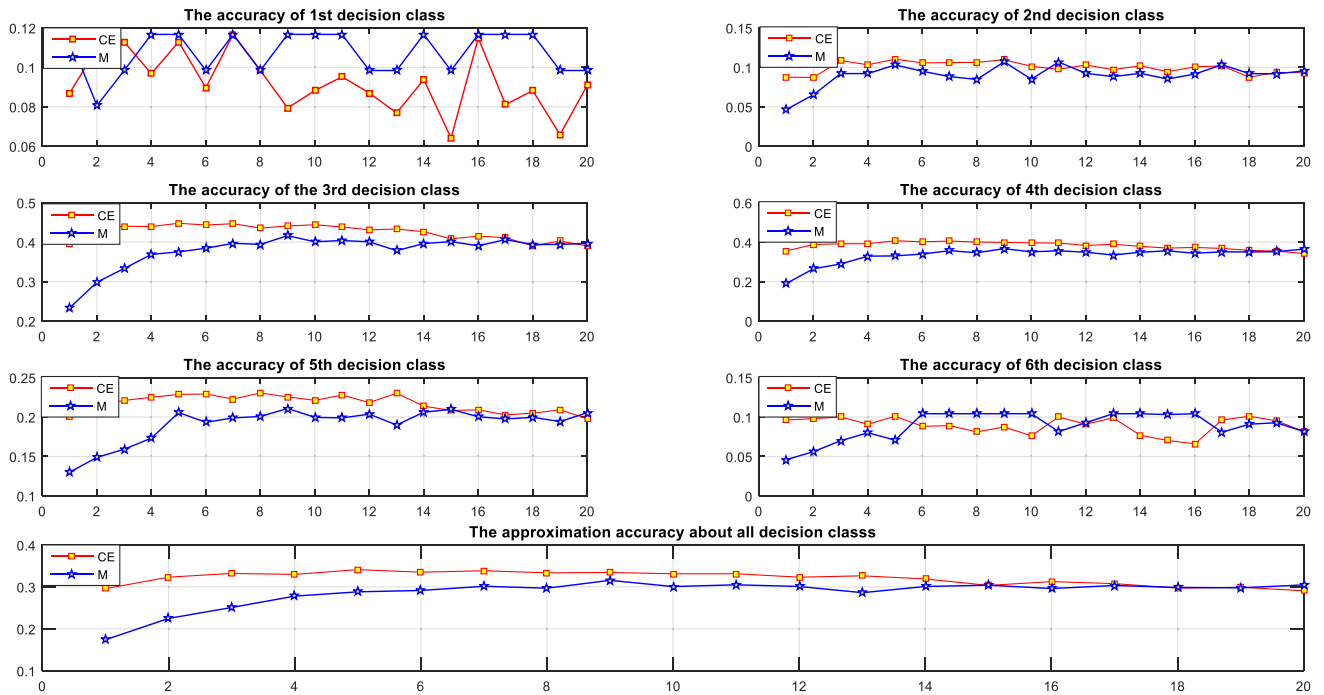 The accuracy of 1st decision class
0.12
0.1
0.08
0.06
CE
M
0 2 4 6 8 10 12 14 16 18 20
The accuracy of 2nd decision class
0.15
0.1
0.05
0
CE
M
0 2 4 6 8 10 12 14 16 18 20
The accuracy of the 3rd decision class
0.5
0.4
0.3
0.2
CE
M
0 2 4 6 8 10 12 14 16 18 20
The accuracy of 4th decision class
0.6
0.4
0.2
0
CE
M
0 2 4 6 8 10 12 14 16 18 20
The accuracy of 5th decision class
0.25
0.2
0.15
0.1
CE
M
0 2 4 6 8 10 12 14 16 18 20
The accuracy of 6th decision class
0.15
0.1
0.05
0
CE
M
0 2 4 6 8 10 12 14 16 18 20
The approximation accuracy about all decision classs
0.4
0.3
0.2
0.1
CE
M
0 2 4 6 8 10 12 14 16 18 20